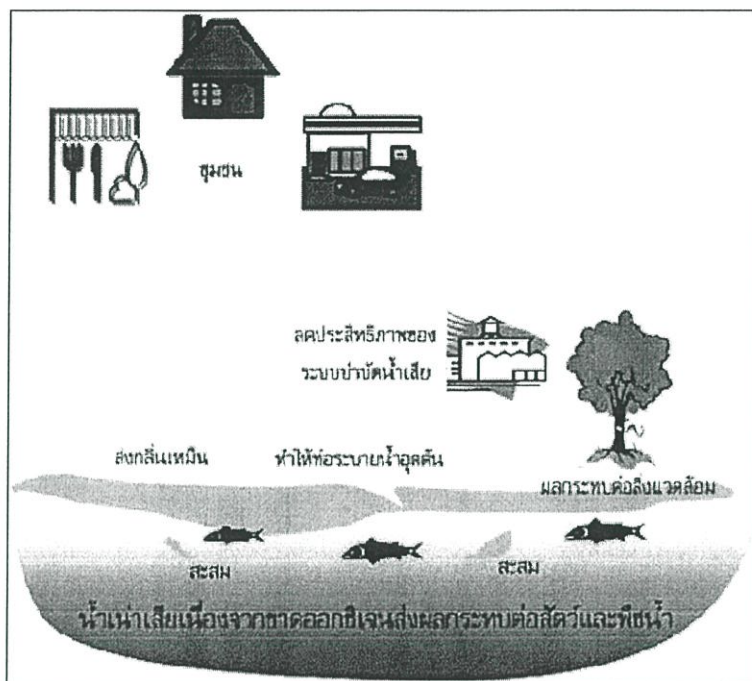 ชุมชน
ลดประสิทธิภาพของ
ระบบบำบัดน้ำเสีย
ส่งกลิ่นเหม็น
ทำให้ท่อระบายน้ำอุดตัน
ผลกระทบต่อสิ่งแวดล้อม
สะสม
สะสม
น้ำเน่าเสียเนื่องจากขาดออกซิเจนส่งผลกระทบต่อสัตว์และพืชน้ำ